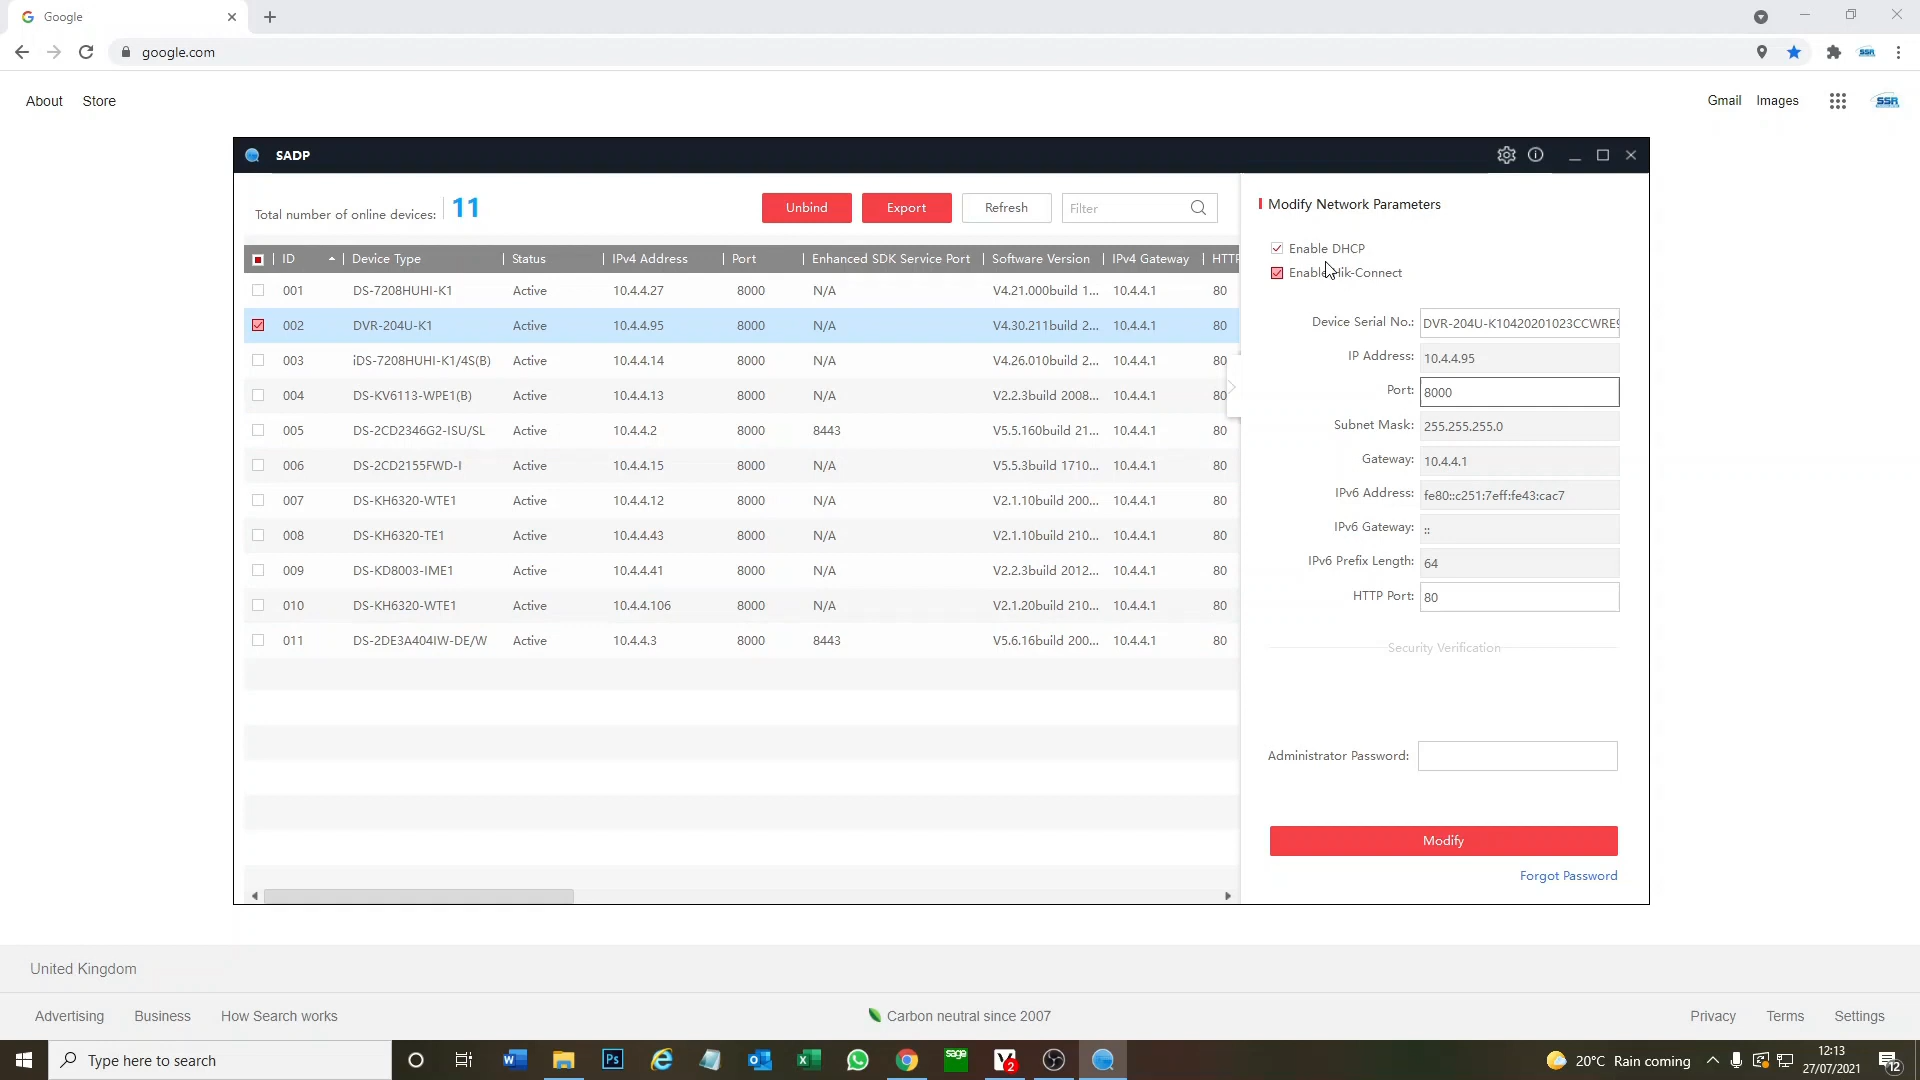 Google
google.com
About Store
Gmail Images
SSR
SADP
Total number of online devices: 11
Unbind Export Refresh Filter
ID Device Type Status IPv4 Address Port Enhanced SDK Service Port Software Version IPv4 Gateway HTTP
001 DS-7208HUHI-K1 Active 10.4.4.27 8000 N/A V4.21.000build 1... 10.4.4.1 80
002 DVR-204U-K1 Active 10.4.4.95 8000 N/A V4.30.211build 2... 10.4.4.1 80
003 iDS-7208HUHI-K1/4S(B) Active 10.4.4.14 8000 N/A V4.26.010build 2... 10.4.4.1 80
004 DS-KV6113-WPE1(B) Active 10.4.4.13 8000 N/A V2.2.3build 2008... 10.4.4.1 80
005 DS-2CD2346G2-ISU/SL Active 10.4.4.2 8000 8443 V5.5.160build 21... 10.4.4.1 80
006 DS-2CD2155FWD-I Active 10.4.4.15 8000 N/A V5.5.3build 1710... 10.4.4.1 80
007 DS-KH6320-WTE1 Active 10.4.4.12 8000 N/A V2.1.10build 200... 10.4.4.1 80
008 DS-KH6320-TE1 Active 10.4.4.43 8000 N/A V2.1.10build 210... 10.4.4.1 80
009 DS-KD8003-IME1 Active 10.4.4.41 8000 N/A V2.2.3build 2012... 10.4.4.1 80
010 DS-KH6320-WTE1 Active 10.4.4.106 8000 N/A V2.1.20build 210... 10.4.4.1 80
011 DS-2DE3A404IW-DE/W Active 10.4.4.3 8000 8443 V5.6.16build 200... 10.4.4.1 80
Modify Network Parameters
Enable DHCP
Enable Hik-Connect
Device Serial No.: DVR-204U-K10420201023CCWRE9
IP Address: 10.4.4.95
Port: 8000
Subnet Mask: 255.255.255.0
Gateway: 10.4.4.1
IPv6 Address: fe80::c251:7eff:fe43:cac7
IPv6 Gateway: ::
IPv6 Prefix Length: 64
HTTP Port: 80
Security Verification
Administrator Password:
Modify
Forgot Password
United Kingdom
Advertising Business How Search works
Carbon neutral since 2007
Privacy Terms Settings
Type here to search
Ps
sage
2
20°C Rain coming
12:13
27/07/2021
12